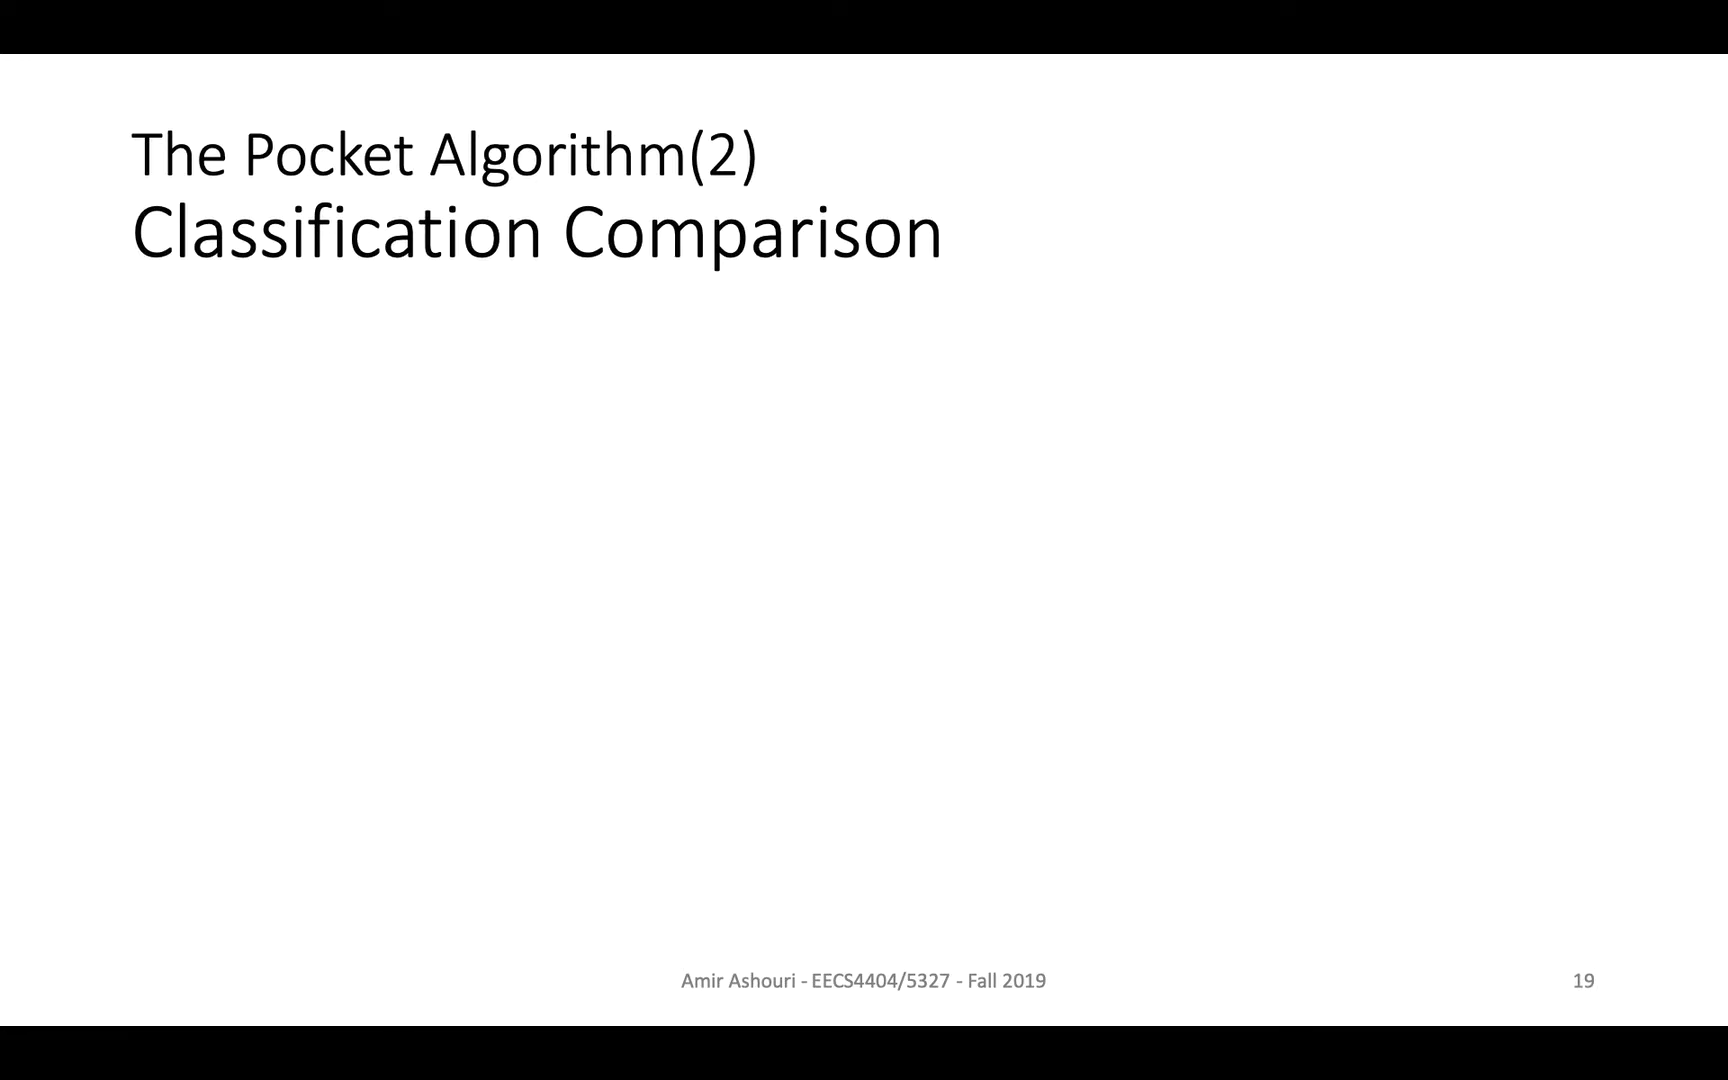 The Pocket Algorithm(2)
Classification Comparison
Amir Ashouri - EECS4404/5327 - Fall 2019
19